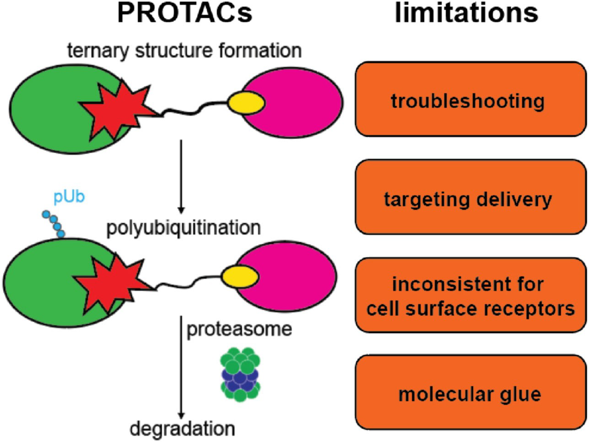 PROTACs
ternary structure formation
pUb
polyubiquitination
proteasome
degradation
limitations
troubleshooting
targeting delivery
inconsistent for
cell surface receptors
molecular glue